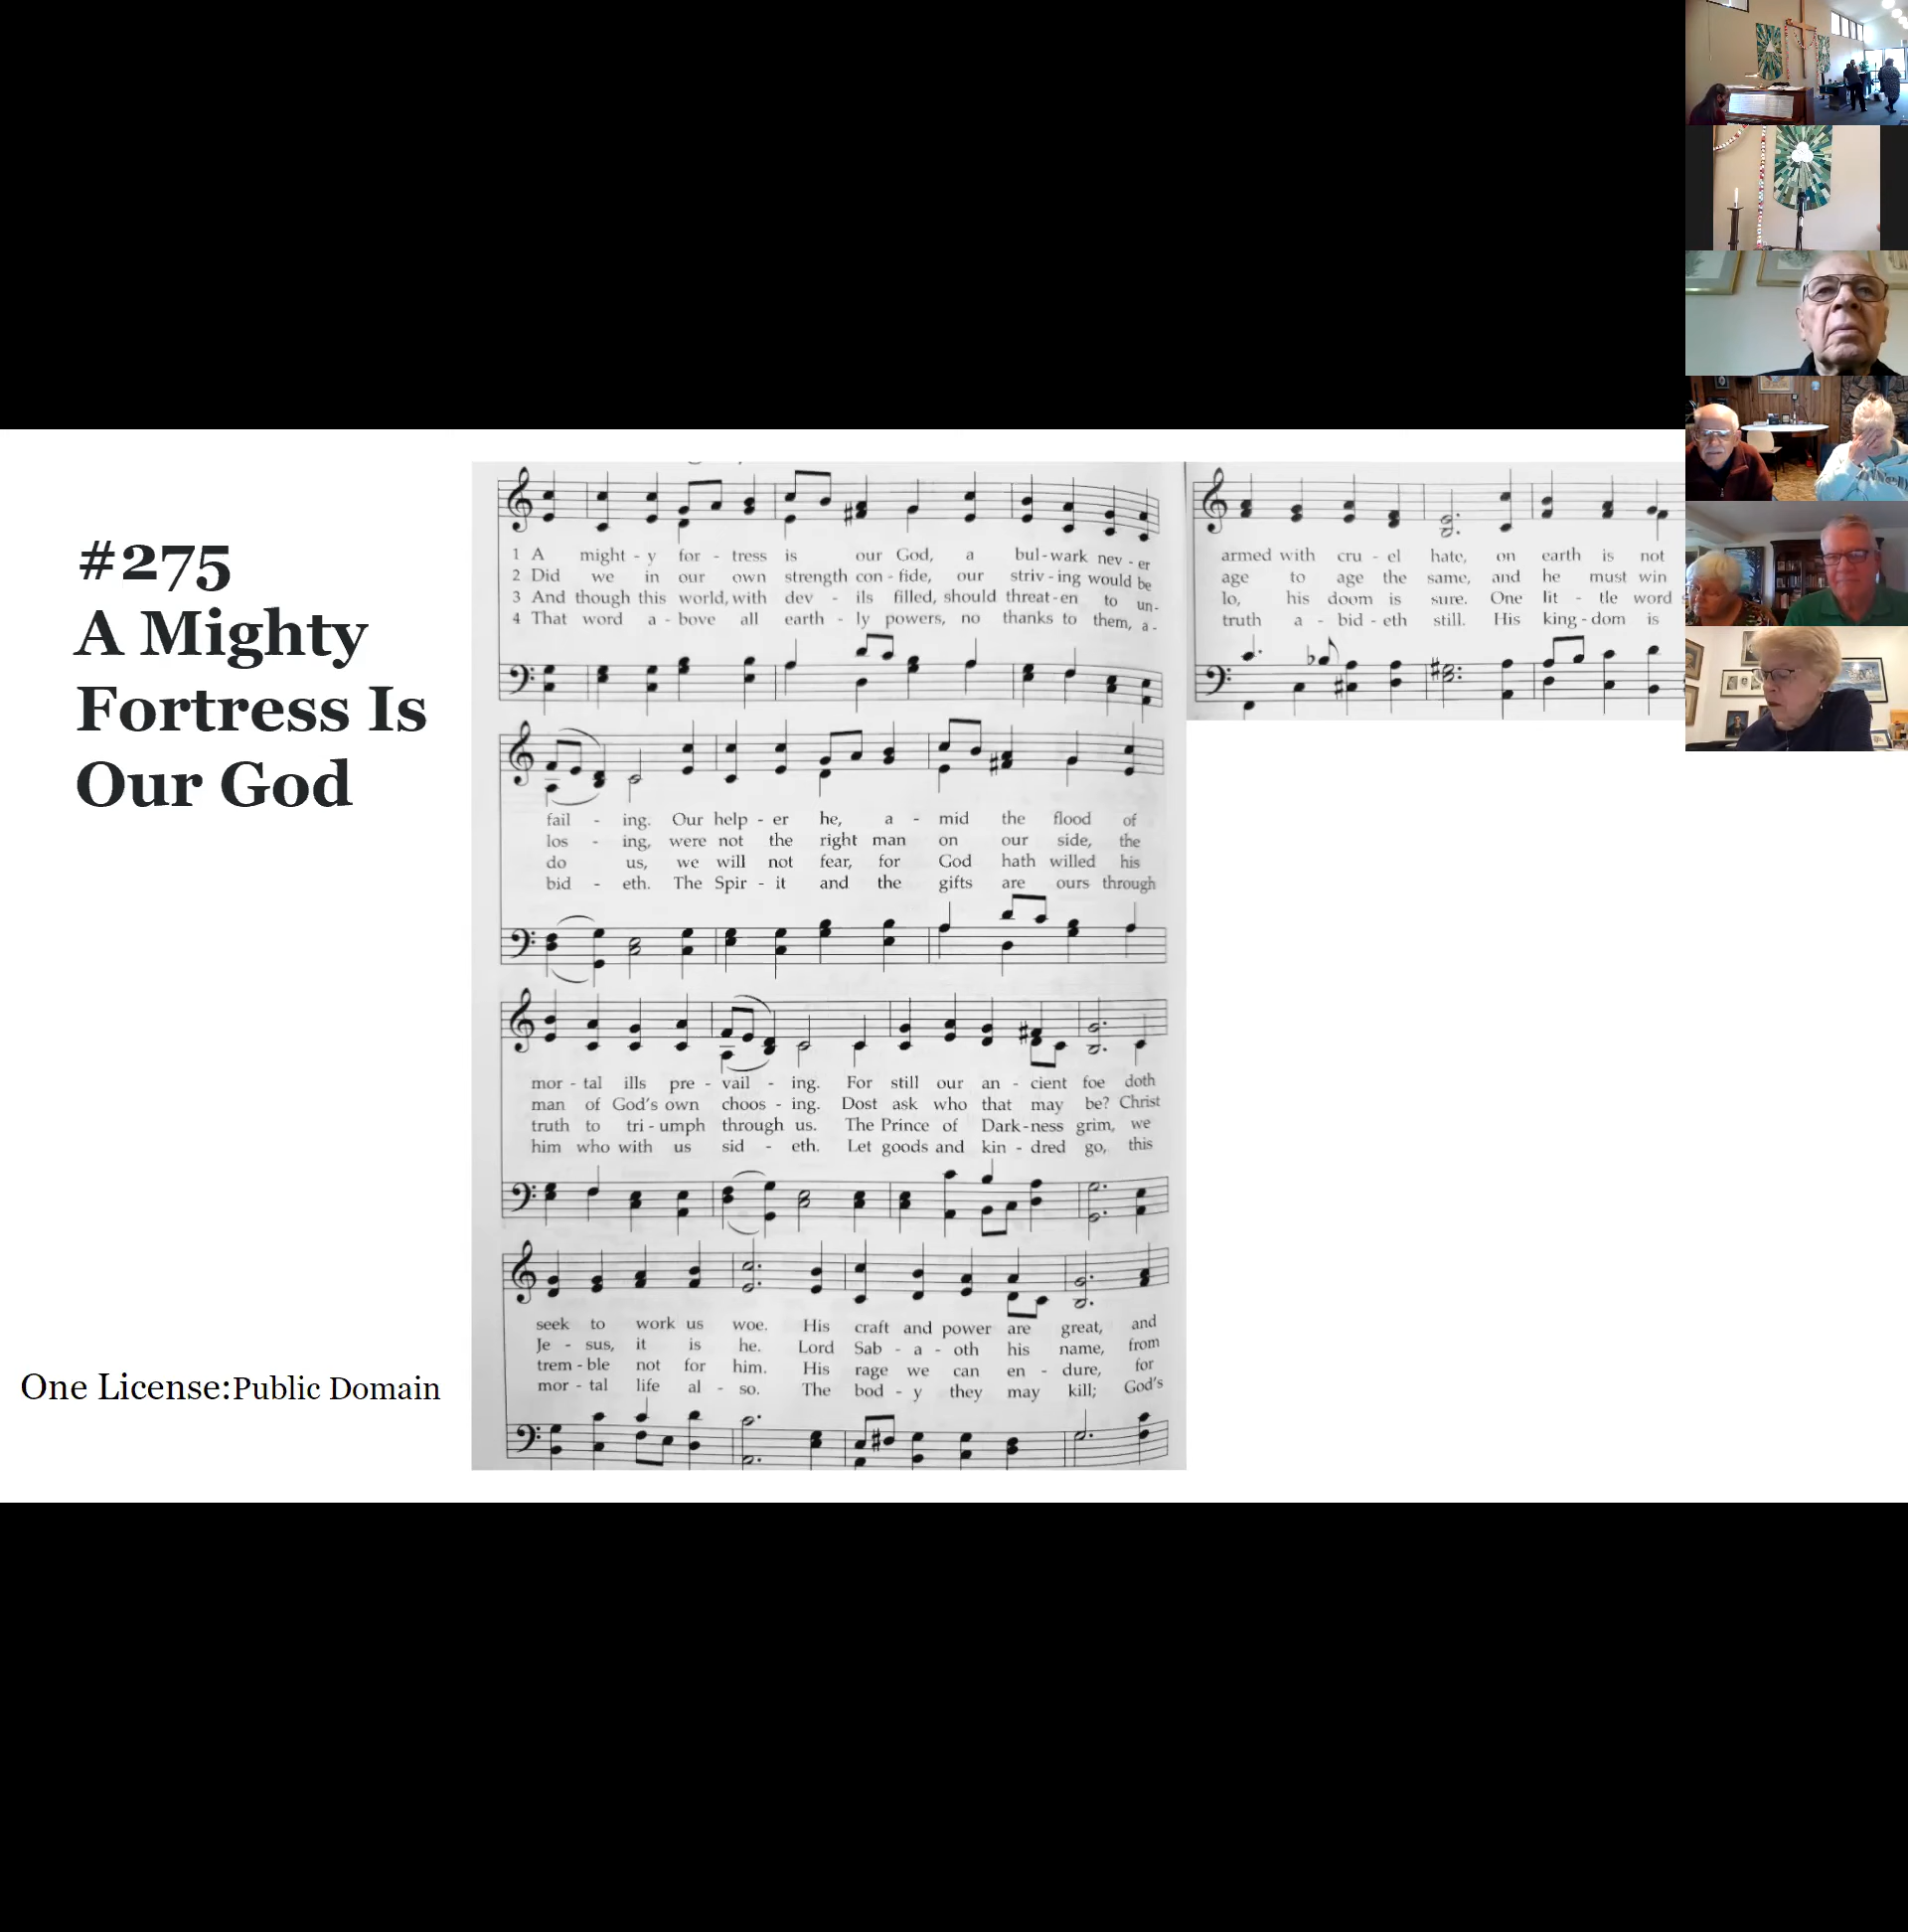 #275
A Mighty
Fortress Is
Our God
One License:Public Domain
1 A might - y for - tress is our God, a bul - wark nev - er
2 Did we in our own strength con - fide, our striv - ing would be
3 And though this world, with dev - ils filled, should threat - en to un -
4 That word a - bove all earth - ly powers, no thanks to them, a -
fail - ing. Our help - er he, a - mid the flood of
los - ing, were not the right man on our side, the
do us, we will not fear, for God hath willed his
bid - eth. The Spir - it and the gifts are ours through
mor - tal ills pre - vail - ing. For still our an - cient foe doth
man of God's own choos - ing. Dost ask who that may be? Christ
truth to tri - umph through us. The Prince of Dark - ness grim, we
him who with us sid - eth. Let goods and kin - dred go, this
seek to work us woe. His craft and power are great, and
Je - sus, it is he. Lord Sab - a - oth his name, from
trem - ble not for him. His rage we can en - dure, for
mor - tal life al - so. The bod - y they may kill; God's
armed with cru - el hate, on earth is not
age to age the same, and he must win
lo, his doom is sure. One lit - tle word
truth a - bid - eth still. His king - dom is